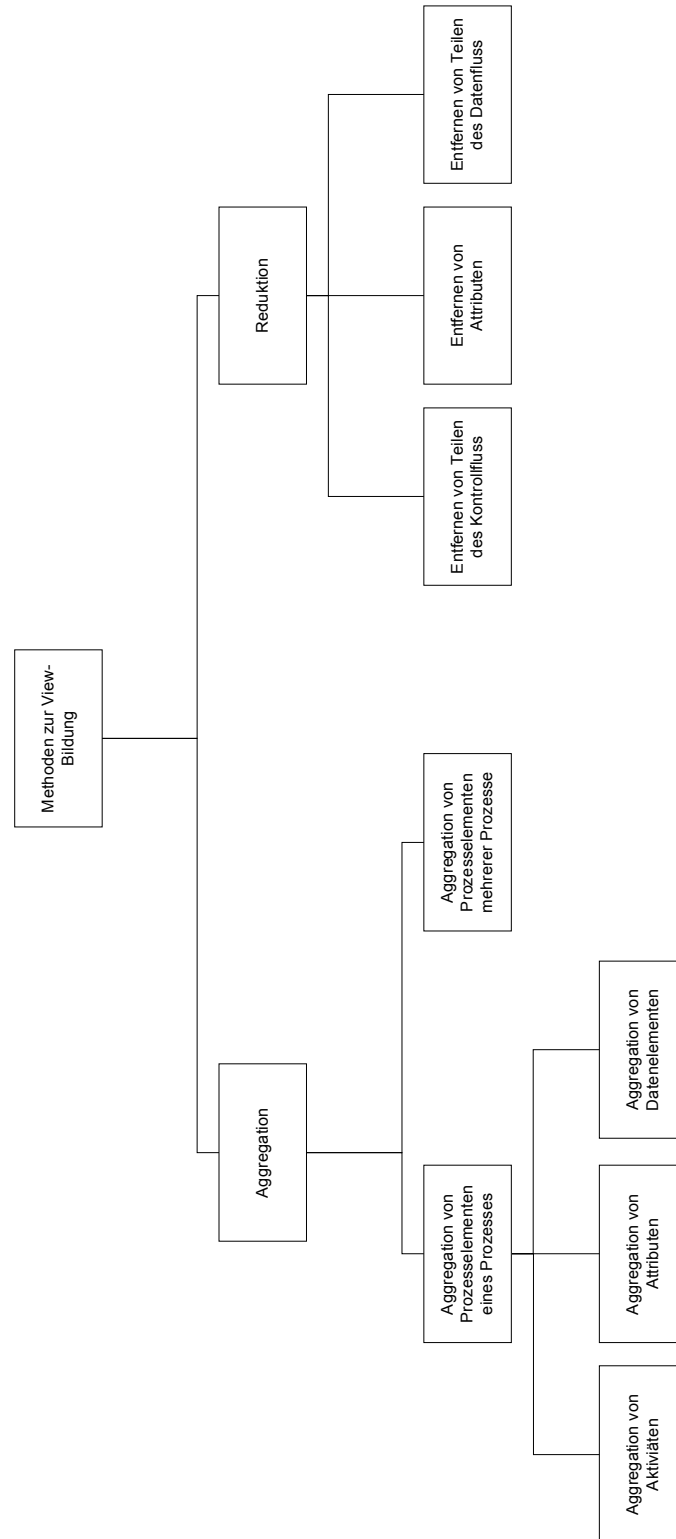 Methoden zur View-
Bildung
Aggregation
Reduktion
Aggregation von
Prozesselementen
eines Prozesses
Aggregation von
Prozesselementen
mehrerer Prozesse
Entfernen von Teilen
des Kontrollfluss
Entfernen von
Attributen
Entfernen von Teilen
des Datenfluss
Aggregation von
Aktiviäten
Aggregation von
Attributen
Aggregation von
Datenelementen